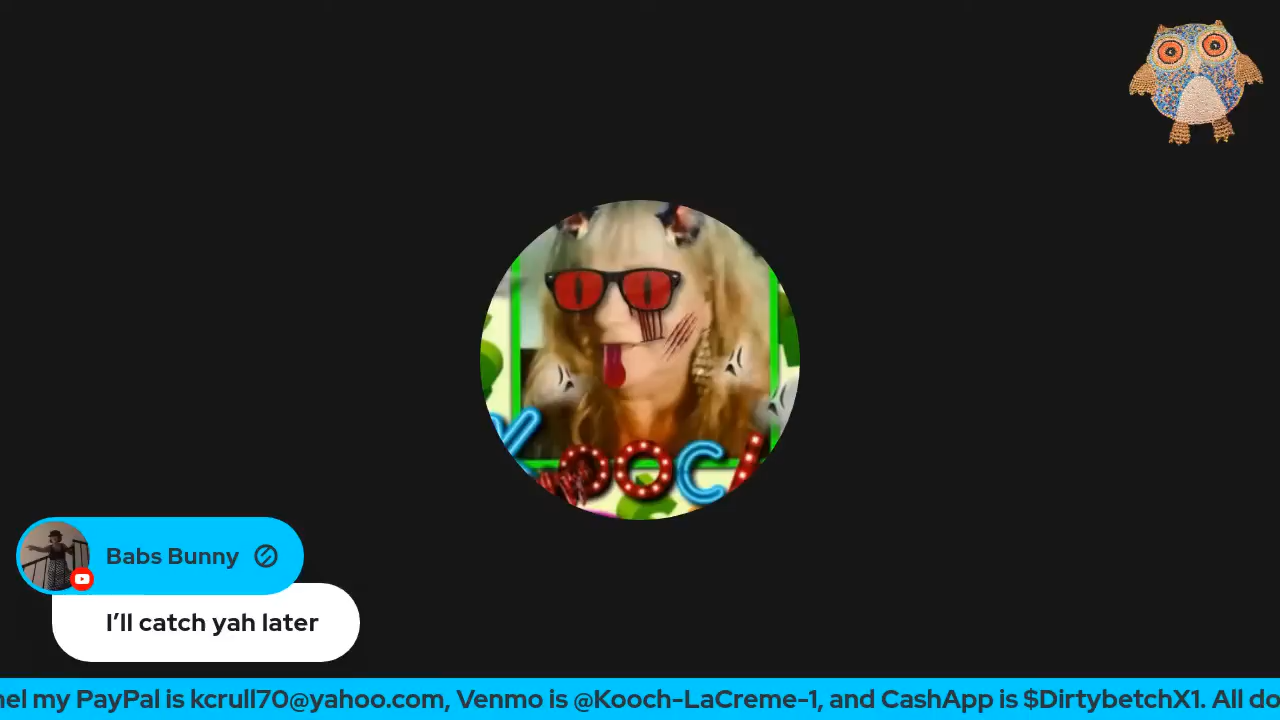 KOOCH
Babs Bunny
I'll catch yah later
nel my PayPal is kcrull70@yahoo.com, Venmo is @Kooch-LaCreme-1, and CashApp is $DirtybetchX1. All do